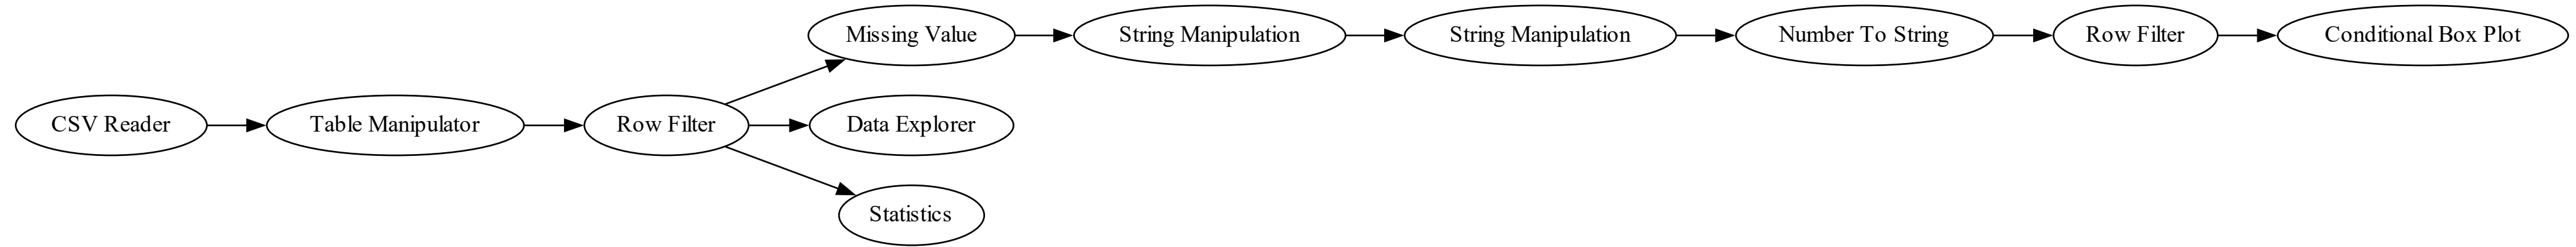 Missing Value
String Manipulation
String Manipulation
Number To String
Row Filter
Conditional Box Plot
CSV Reader
Table Manipulator
Row Filter
Data Explorer
Statistics